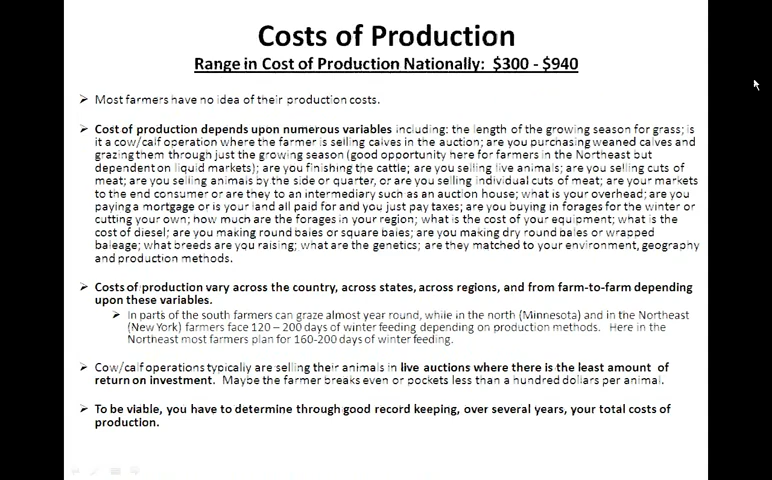 Costs of Production
Range in Cost of Production Nationally: $300 - $940
Most farmers have no idea of their production costs.
Cost of production depends upon numerous variables including: the length of the growing season for grass; is
it a cow/calf operation where the farmer is selling calves in the auction; are you purchasing weaned calves and
grazing them through just the growing season (good opportunity here for farmers in the Northeast but
dependent on liquid markets); are you finishing the cattle; are you selling live animals; are you selling cuts of
meat; are you selling animals by the side or quarter, or are you selling individual cuts of meat; are your markets
to the end consumer or are they to an intermediary such as an auction house; what is your overhead; are you
paying a mortgage or is your land all paid for and you just pay taxes; are you buying in forages for the winter or
cutting your own; how much are the forages in your region; what is the cost of your equipment; what is the
cost of diesel; are you making round bales or square bales; are you making dry round bales or wrapped
baleage; what breeds are you raising; what are the genetics; are they matched to your environment, geography
and production methods.
Costs of production vary across the country, across states, across regions, and from farm-to-farm depending
upon these variables.
In parts of the south farmers can graze almost year round, while in the north (Minnesota) and in the Northeast
(New York) farmers face 120 – 200 days of winter feeding depending on production methods. Here in the
Northeast most farmers plan for 160-200 days of winter feeding.
Cow/calf operations typically are selling their animals in live auctions where there is the least amount of
return on investment. Maybe the farmer breaks even or pockets less than a hundred dollars per animal.
To be viable, you have to determine through good record keeping, over several years, your total costs of
production.